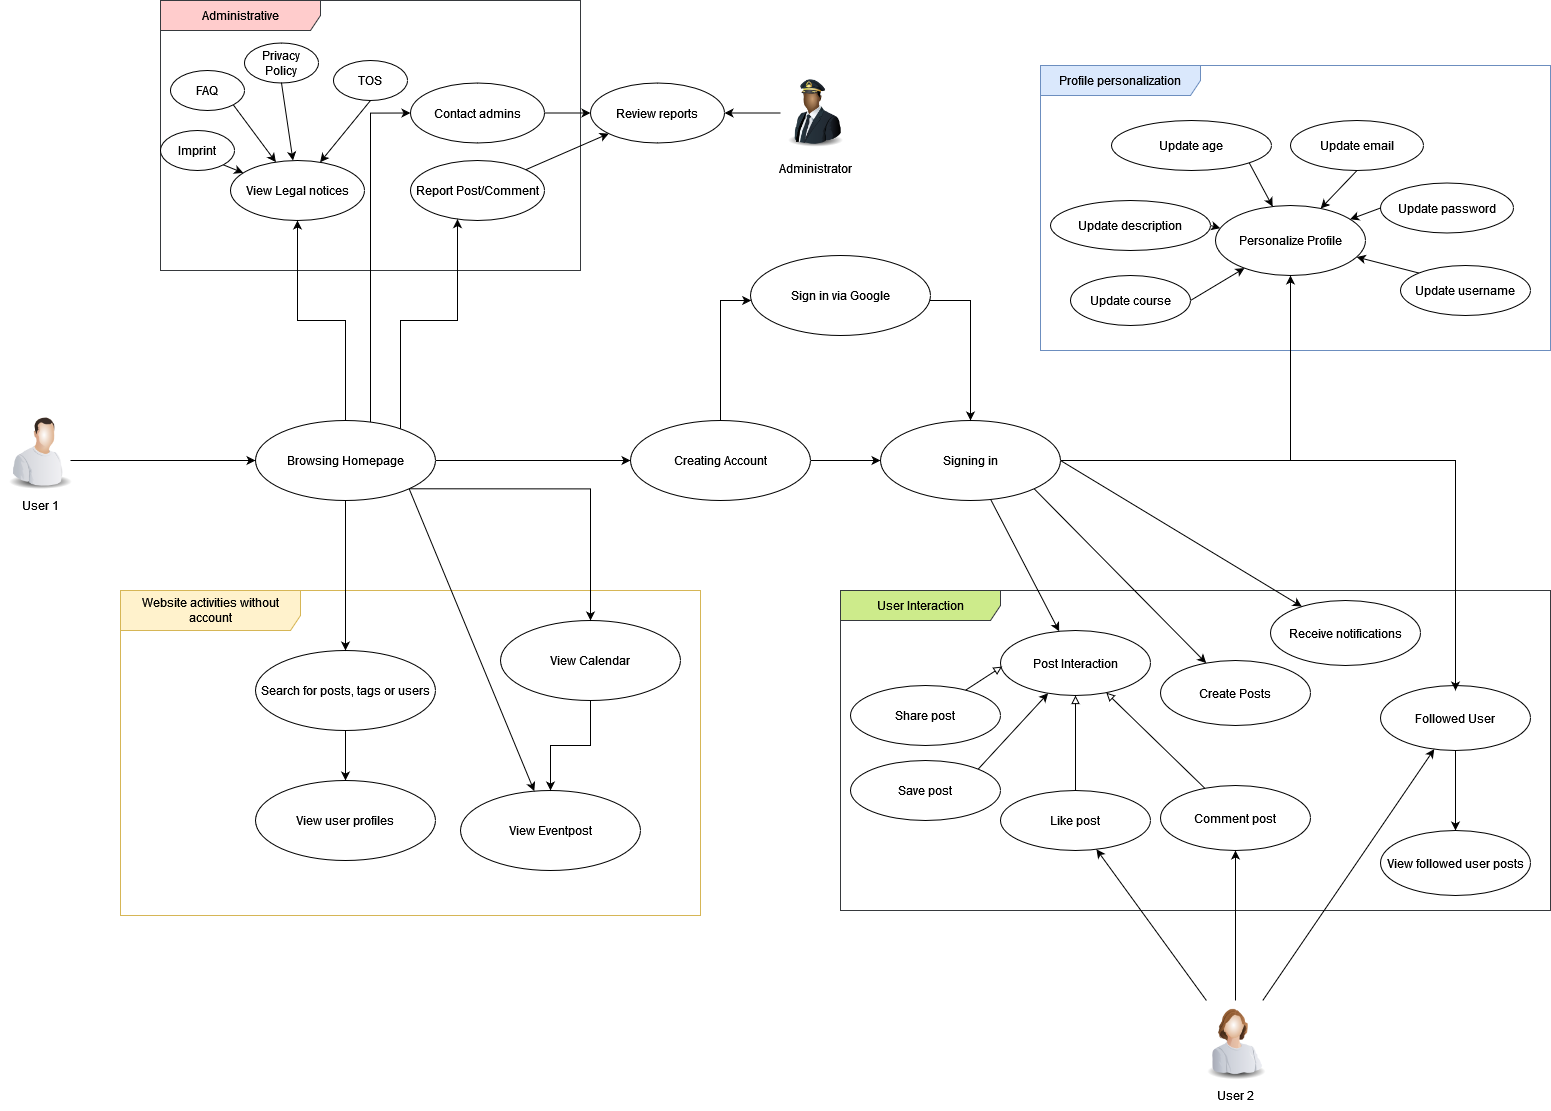 Administrative
Privacy
Policy
TOS
FAQ
Imprint
View Legal notices
Contact admins
Report Post/Comment
Review reports
Administrator
Profile personalization
Update age
Update email
Update password
Update description
Personalize Profile
Update username
Update course
Sign in via Google
User 1
Browsing Homepage
Creating Account
Signing in
Website activities without
account
View Calendar
Search for posts, tags or users
View user profiles
View Eventpost
User Interaction
Receive notifications
Post Interaction
Create Posts
Share post
Followed User
Save post
Like post
Comment post
View followed user posts
User 2